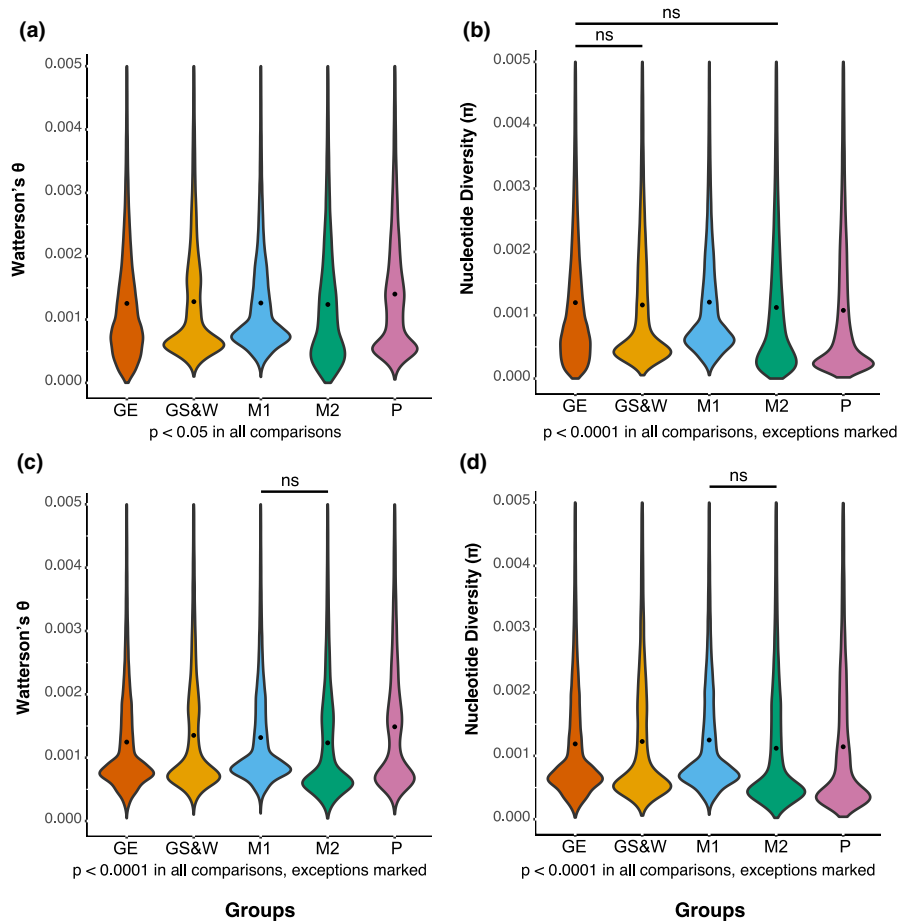 (a)
Watterson's θ
0.005
0.004
0.003
0.002
0.001
0.000
GE GS&W M1 M2 P
p < 0.05 in all comparisons
(b)
ns
ns
Nucleotide Diversity (π)
0.005
0.004
0.003
0.002
0.001
0.000
GE GS&W M1 M2 P
p < 0.0001 in all comparisons, exceptions marked
(c)
ns
Watterson's θ
0.005
0.004
0.003
0.002
0.001
0.000
GE GS&W M1 M2 P
p < 0.0001 in all comparisons, exceptions marked
Groups
(d)
ns
Nucleotide Diversity (π)
0.005
0.004
0.003
0.002
0.001
0.000
GE GS&W M1 M2 P
p < 0.0001 in all comparisons, exceptions marked
Groups